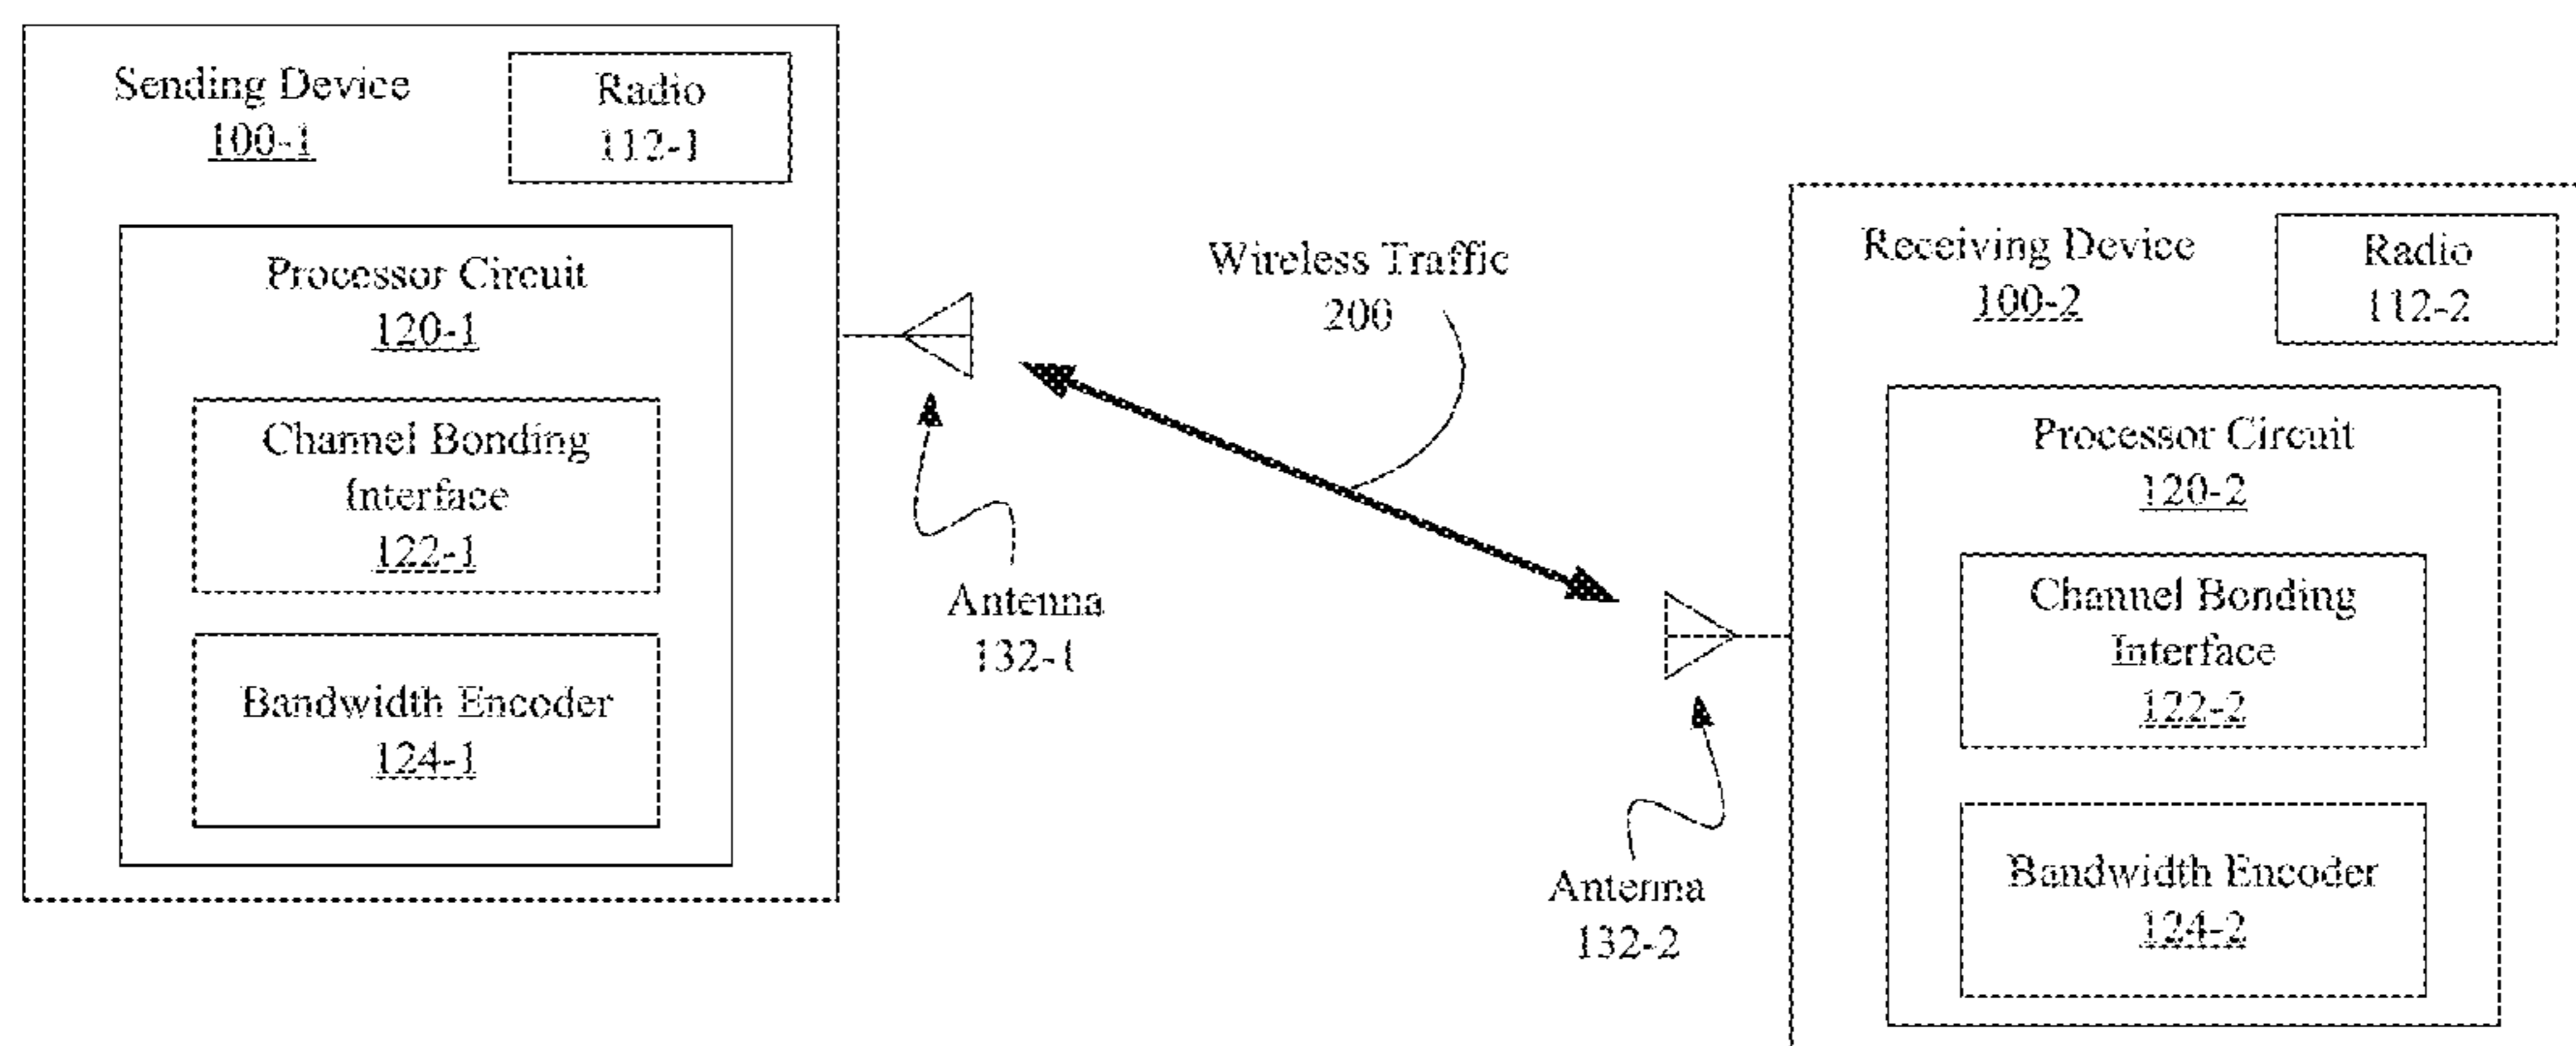 Sending Device
100-1
Radio
112-1
Processor Circuit
120-1
Channel Bonding
Interface
122-1
Bandwidth Encoder
124-1
Antenna
132-1
Wireless Traffic
200
Antenna
132-2
Receiving Device
100-2
Radio
112-2
Processor Circuit
120-2
Channel Bonding
Interface
122-2
Bandwidth Encoder
124-2